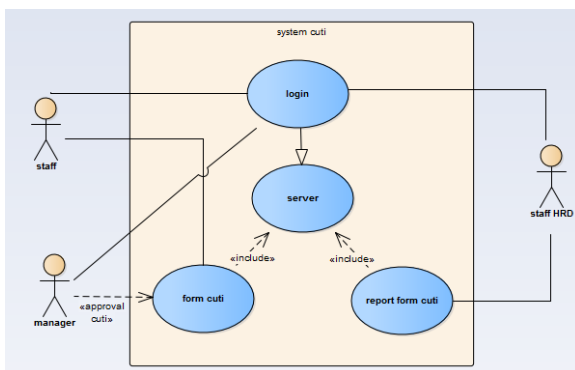 system cuti
login
staff
server
staff HRD
«include»
«include»
form cuti
report form cuti
«approval
cuti»
manager